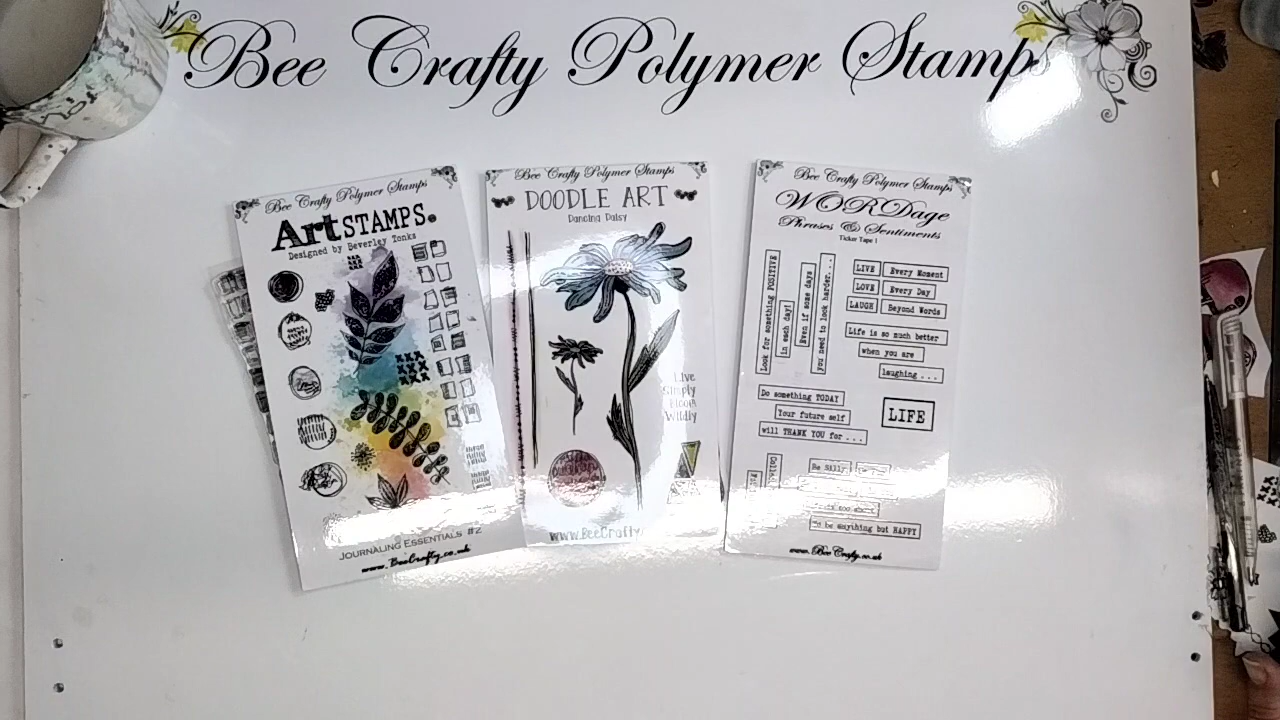 Bee Crafty Polymer Stamps
Bee Crafty Polymer Stamps
Art STAMPS.
Designed by Beverley Tonks
JOURNALING ESSENTIALS #2
www.BeeCrafty.co.uk
Bee Crafty Polymer Stamps
DOODLE ART
Dancing Daisy
Live
Simply
Bloom
Wildly
www.BeeCrafty.
Bee Crafty Polymer Stamps
WORDage
Phrases & Sentiments
Ticker Tape 1
Look for something POSITIVE
in each day!
Even if some days
you need to look harder...
LIVE Every Moment
LOVE Every Day
LAUGH Beyond Words
Life is so much better
when you are
laughing ...
Do something TODAY
Your future self
will THANK YOU for ...
LIFE
Be Silly
To be anything but HAPPY
www.Bee Crafty.co.uk